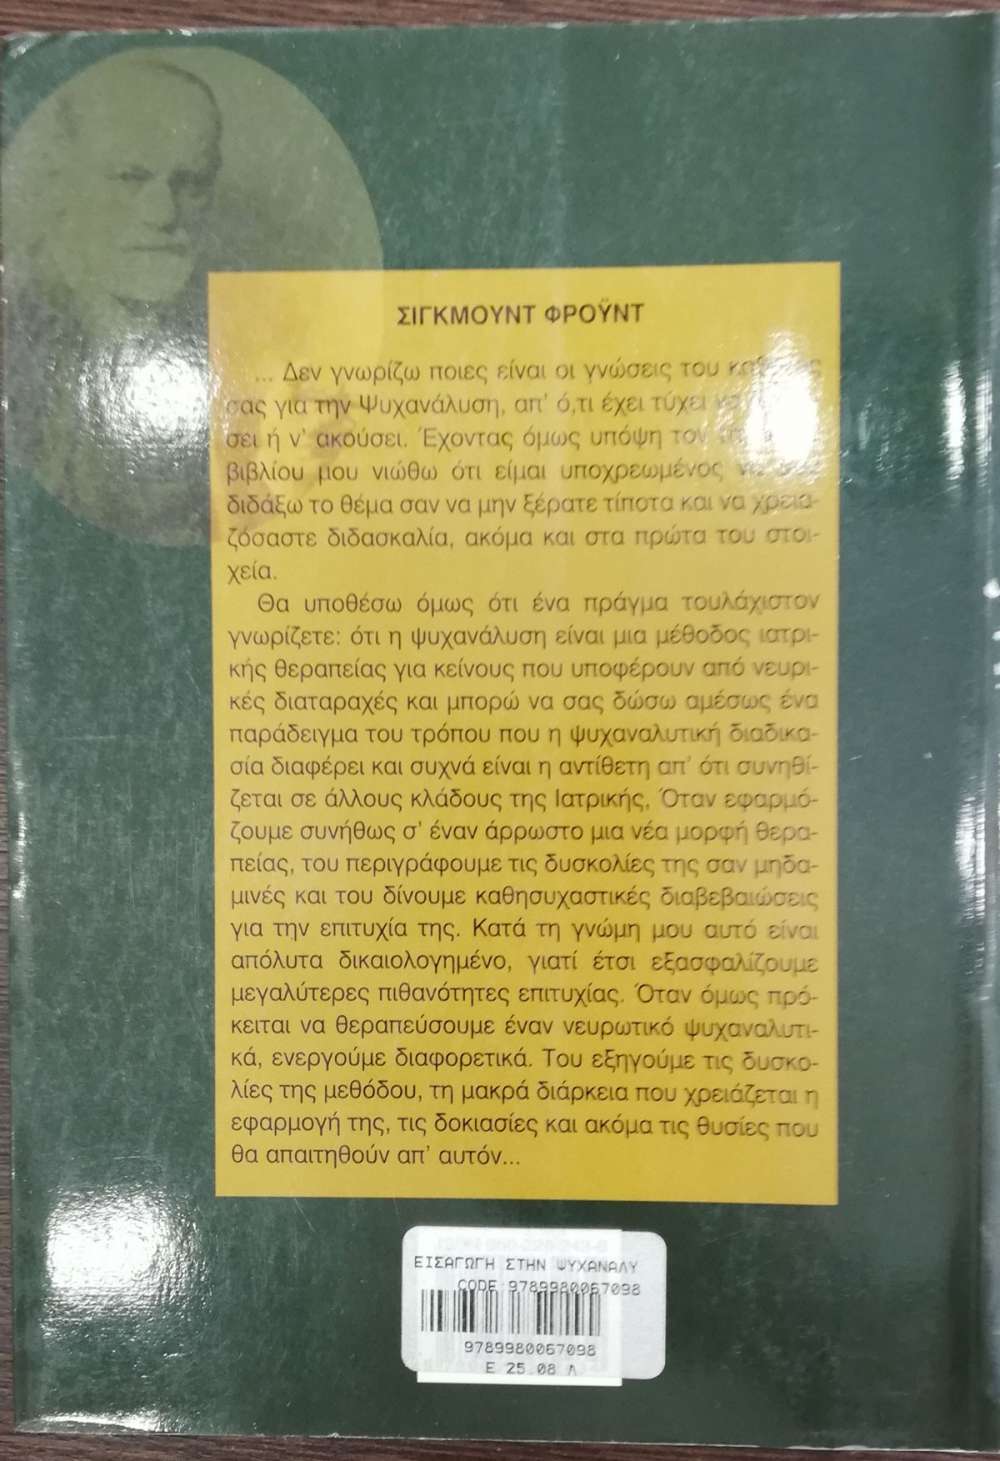 ΣΙΓΚΜΟΥΝΤ ΦΡΟΫΝΤ
... Δεν γνωρίζω ποιες είναι οι γνώσεις του
σας για την Ψυχανάλυση, απ' ό,τι έχει τύχει
σει ή ν' ακούσει. Έχοντας όμως υπόψη τον
βιβλίου μου νιώθω ότι είμαι υποχρεωμένος
διδάξω το θέμα σαν να μην ξέρατε τίποτα και να χρεια-
ζόσαστε διδασκαλία, ακόμα και στα πρώτα του στοι-
χεία.
Θα υποθέσω όμως ότι ένα πράγμα τουλάχιστον
γνωρίζετε: ότι η ψυχανάλυση είναι μια μέθοδος ιατρι-
κής θεραπείας για κείνους που υποφέρουν από νευρι-
κές διαταραχές και μπορώ να σας δώσω αμέσως ένα
παράδειγμα του τρόπου που η ψυχαναλυτική διαδικα-
σία διαφέρει και συχνά είναι η αντίθετη απ' ότι συνηθί-
ζεται σε άλλους κλάδους της Ιατρικής, Όταν εφαρμό-
ζουμε συνήθως σ' έναν άρρωστο μια νέα μορφή θερα-
πείας, του περιγράφουμε τις δυσκολίες της σαν μηδα-
μινές και του δίνουμε καθησυχαστικές διαβεβαιώσεις
για την επιτυχία της. Κατά τη γνώμη μου αυτό είναι
απόλυτα δικαιολογημένο, γιατί έτσι εξασφαλίζουμε
μεγαλύτερες πιθανότητες επιτυχίας. Όταν όμως πρό-
κειται να θεραπεύσουμε έναν νευρωτικό ψυχαναλυτι-
κά, ενεργούμε διαφορετικά. Του εξηγούμε τις δυσκο-
λίες της μεθόδου, τη μακρά διάρκεια που χρειάζεται η
εφαρμογή της, τις δοκιασίες και ακόμα τις θυσίες που
θα απαιτηθούν απ' αυτόν...
ΕΙΣΑΓΩΓΗ ΣΤΗΝ ΨΥΧΑΝΑΛΥ
CODE 9789980067098
9789980067098
Ε 25.08 Λ